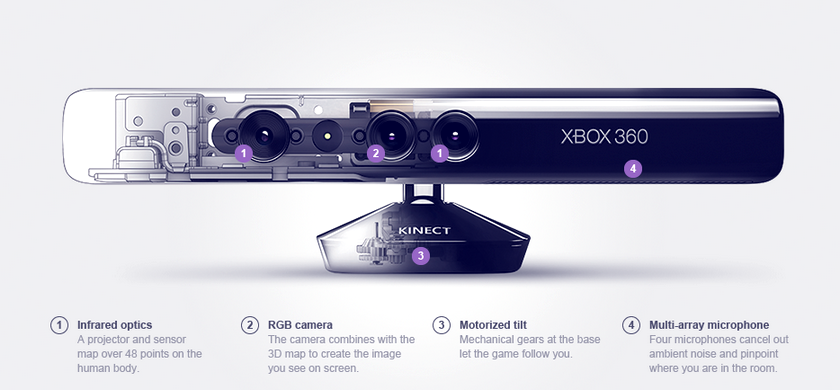 XBOX 360
1
2
1
4
KINECT
3
1 Infrared optics
A projector and sensor
map over 48 points on the
human body.
2 RGB camera
The camera combines with the
3D map to create the image
you see on screen.
3 Motorized tilt
Mechanical gears at the base
let the game follow you.
4 Multi-array microphone
Four microphones cancel out
ambient noise and pinpoint
where you are in the room.